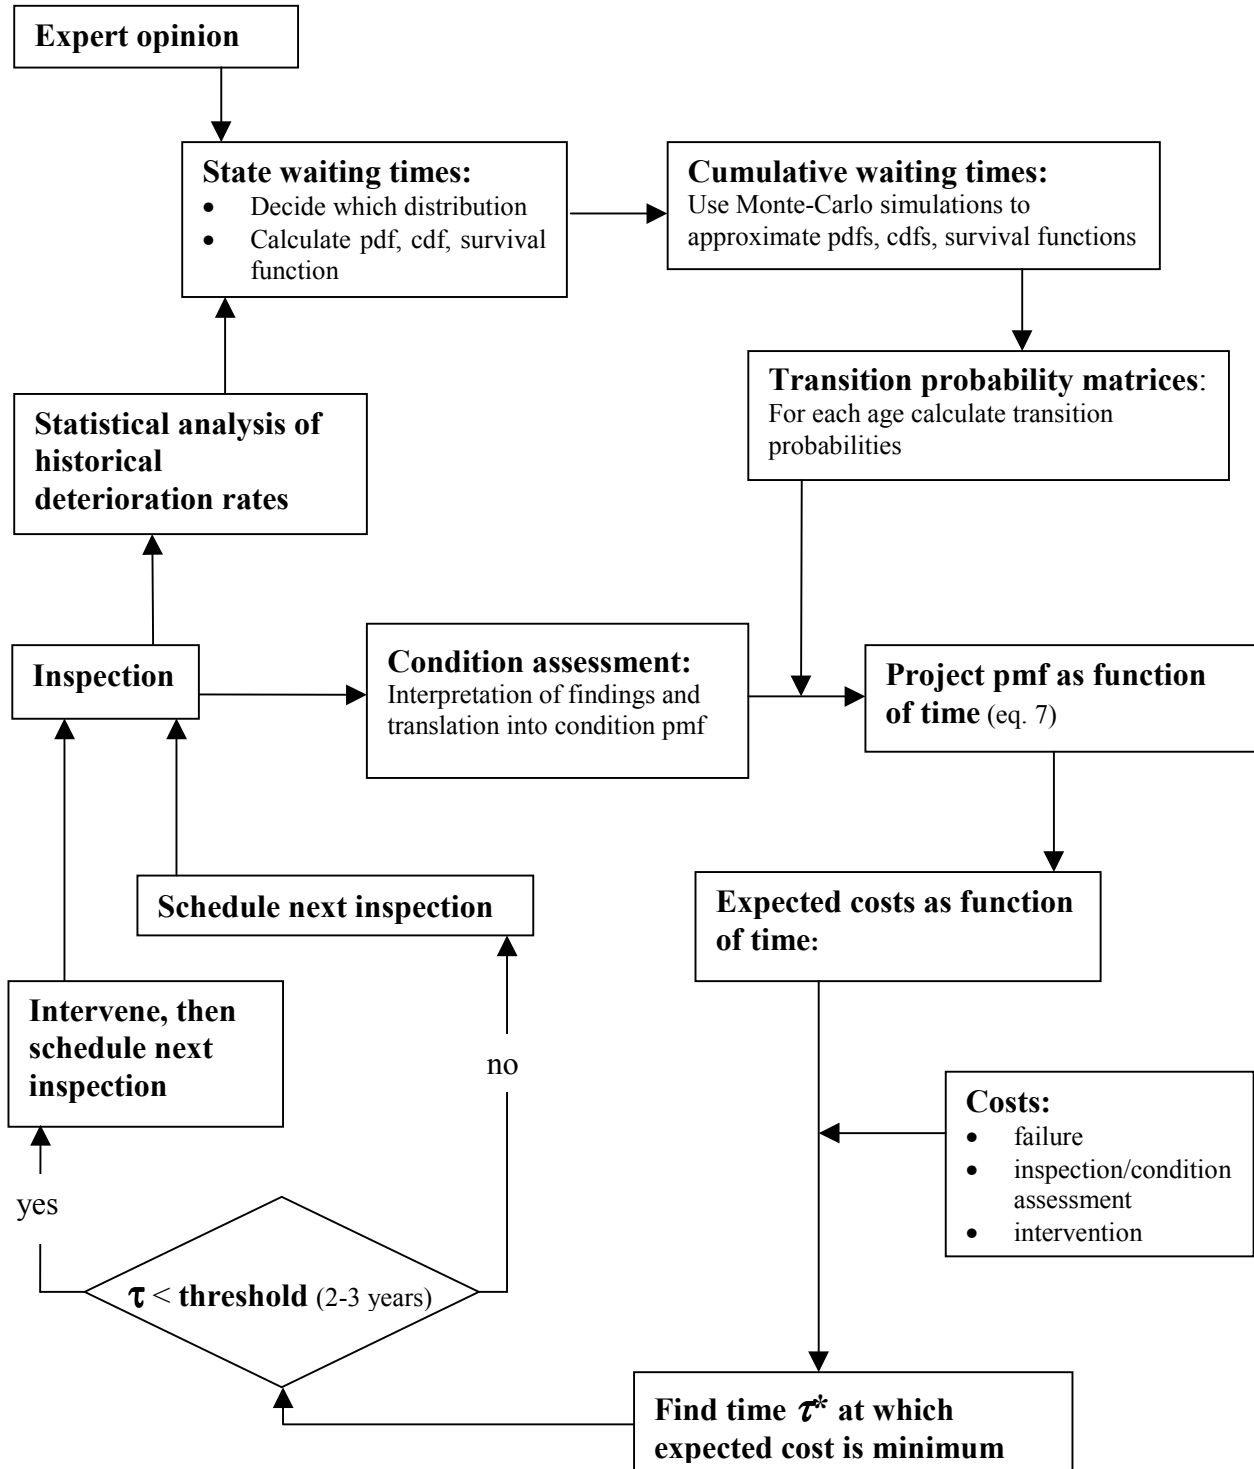 Expert opinion
State waiting times:
• Decide which distribution
• Calculate pdf, cdf, survival
function
Cumulative waiting times:
Use Monte-Carlo simulations to
approximate pdfs, cdfs, survival functions
Transition probability matrices:
For each age calculate transition
probabilities
Statistical analysis of
historical
deterioration rates
Inspection
Condition assessment:
Interpretation of findings and
translation into condition pmf
Project pmf as function
of time (eq. 7)
Schedule next inspection
Expected costs as function
of time:
Intervene, then
schedule next
inspection
no
Costs:
• failure
• inspection/condition
assessment
• intervention
yes
τ < threshold (2-3 years)
Find time τ* at which
expected cost is minimum